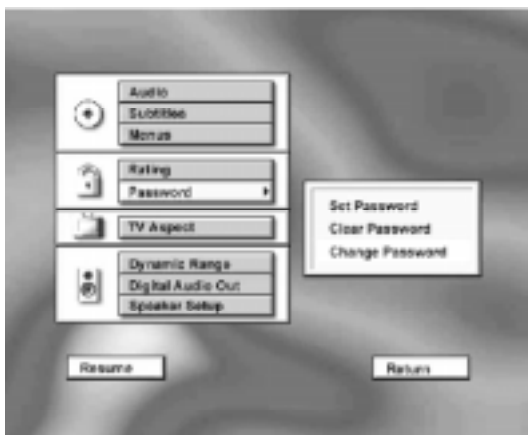 Audio
Subtitles
Menus
Rating
Password
TV Aspect
Dynamic Range
Digital Audio Out
Speaker Setup
Set Password
Clear Password
Change Password
Resume
Return